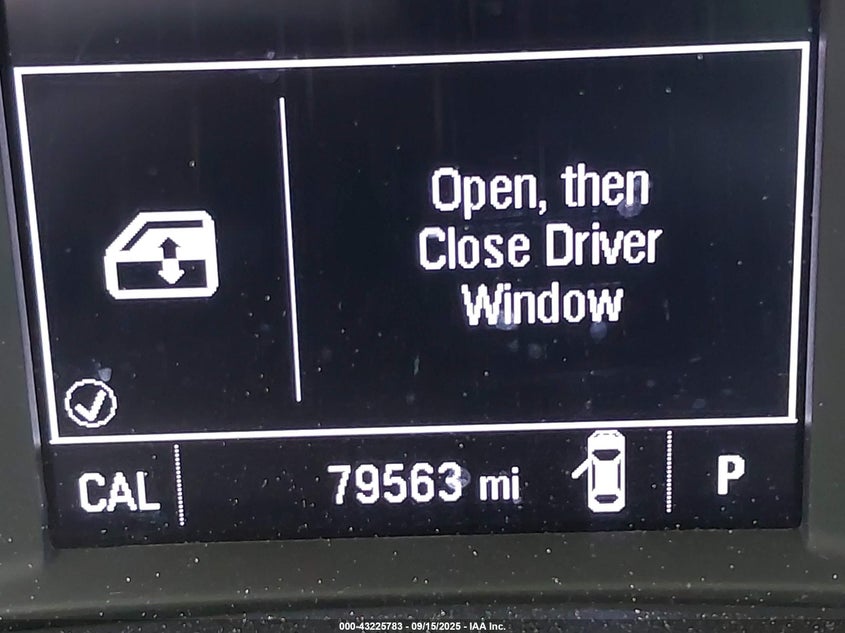 Open, then
Close Driver
Window
CAL 79563 mi P
000-43225783 - 09/15/2025 - IAA Inc.